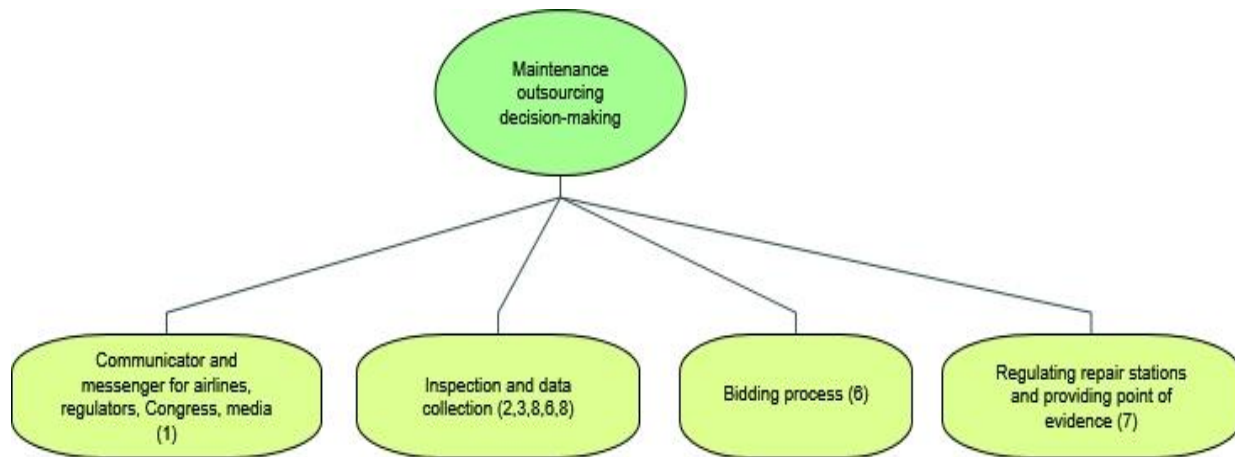 Maintenance
outsourcing
decision-making
Communicator and
messenger for airlines,
regulators, Congress, media
(1)
Inspection and data
collection (2,3,8,6,8)
Bidding process (6)
Regulating repair stations
and providing point of
evidence (7)